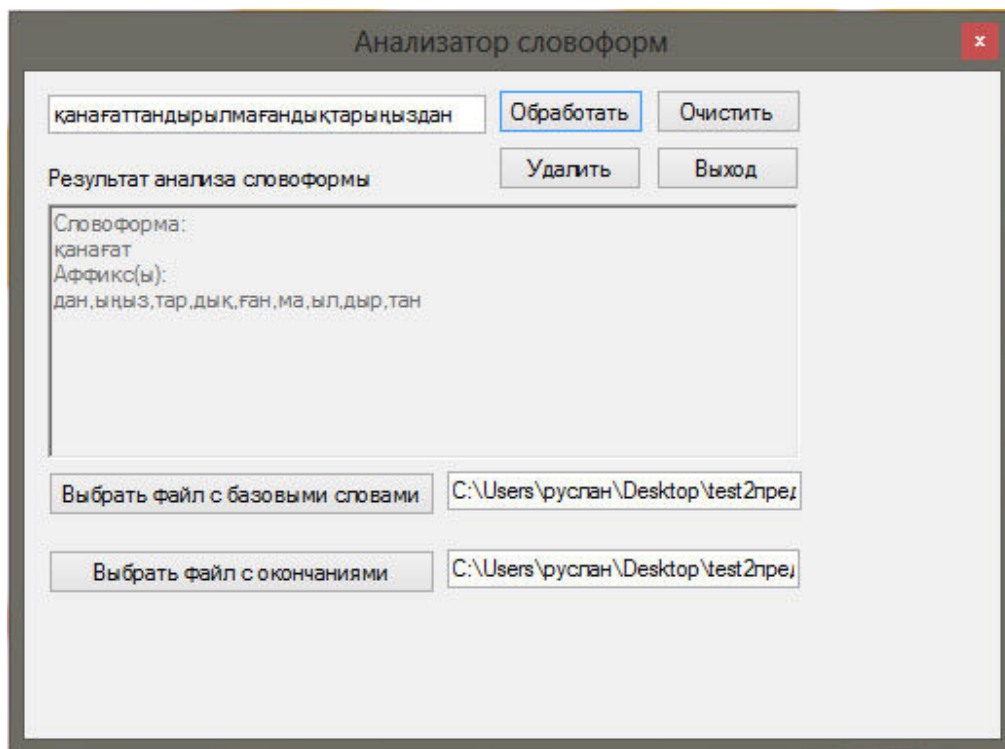 Анализатор словоформ
x
қанағаттандырылмағандықтарыңыздан
Обработать
Очистить
Результат анализа словоформы
Удалить
Выход
Словоформа:
қанағат
Аффикс(ы):
дан,ыңыз,тар,дық,ған,ма,ыл,дыр,тан
Выбрать файл с базовыми словами
C:\Users\руслан\Desktop\test2пред
Выбрать файл с окончаниями
C:\Users\руслан\Desktop\test2пред